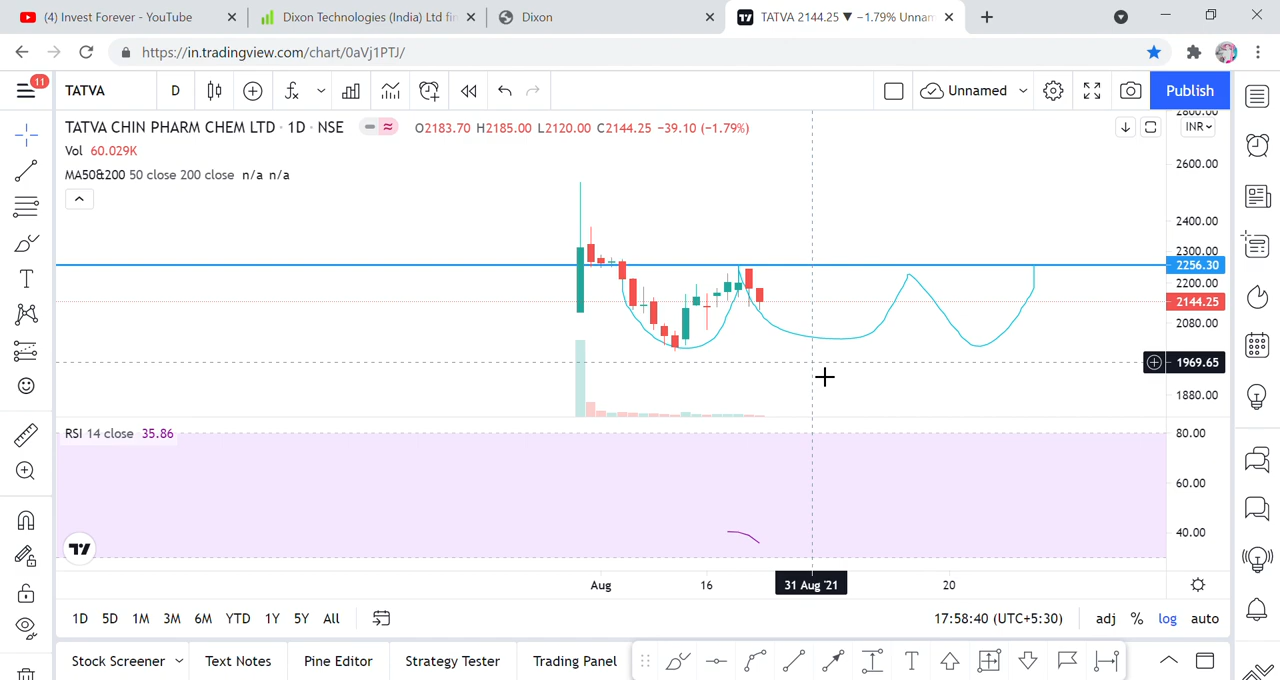 (4) Invest Forever - YouTube
Dixon Technologies (India) Ltd fin
Dixon
TATVA 2144.25 ▼ −1.79% Unnam
https://in.tradingview.com/chart/0aVj1PTJ/
11
TATVA
D
Unnamed
Publish
TATVA CHIN PHARM CHEM LTD · 1D · NSE
O2183.70 H2185.00 L2120.00 C2144.25 −39.10 (−1.79%)
INR
Vol 60.029K
MA50&200 50 close 200 close n/a n/a
2800.00
2600.00
2400.00
2300.00
2256.30
2200.00
2144.25
2080.00
1969.65
1880.00
RSI 14 close 35.86
80.00
60.00
40.00
Aug
16
31 Aug '21
20
1D 5D 1M 3M 6M YTD 1Y 5Y All
17:58:40 (UTC+5:30)
adj % log auto
Stock Screener
Text Notes
Pine Editor
Strategy Tester
Trading Panel